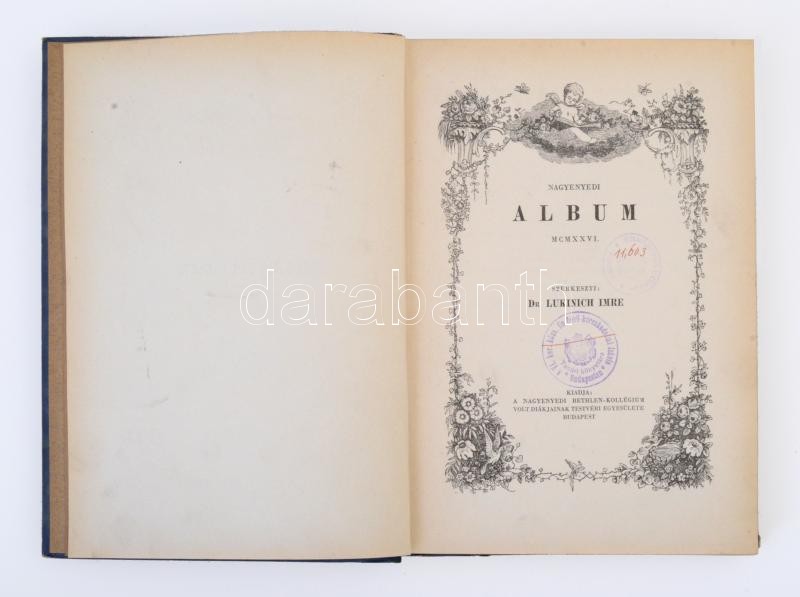 NAGYENYEDI
ALBUM
MCMXXVI.
11,603
SZERKESZTI:
DR LUKINICH IMRE
Budapesten
KIADJA:
A NAGYENYEDI BETHLEN-KOLLÉGIUM
VOLT DIÁKJAINAK TESTVÉRI EGYESÜLETE
BUDAPEST
darabanth